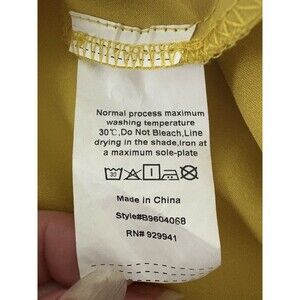 Normal process maximum
washing temperature
30℃,Do Not Bleach,Line
drying in the shade,Iron at
a maximum sole-plate
30
Made in China
Style#B9604068
RN# 929941